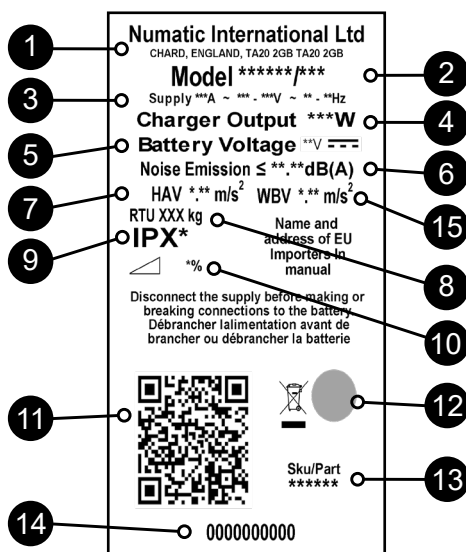 Numatic International Ltd
CHARD, ENGLAND, TA20 2GB TA20 2GB
1
Model ******/***
2
3
Supply ***A ~ *** - ***V ~ ** - **Hz
Charger Output ***W
4
5
Battery Voltage **V
Noise Emission ≤ **.**dB(A)
6
7
HAV *.** m/s² WBV *.** m/s²
15
RTU XXX kg
8
9
IPX*
Name and
address of EU
Importers In
manual
*%
10
Disconnect the supply before making or
breaking connections to the battery.
Débrancher lalimentation avant de
brancher ou débrancher la batterie
11
12
Sku/Part
******
13
14
0000000000